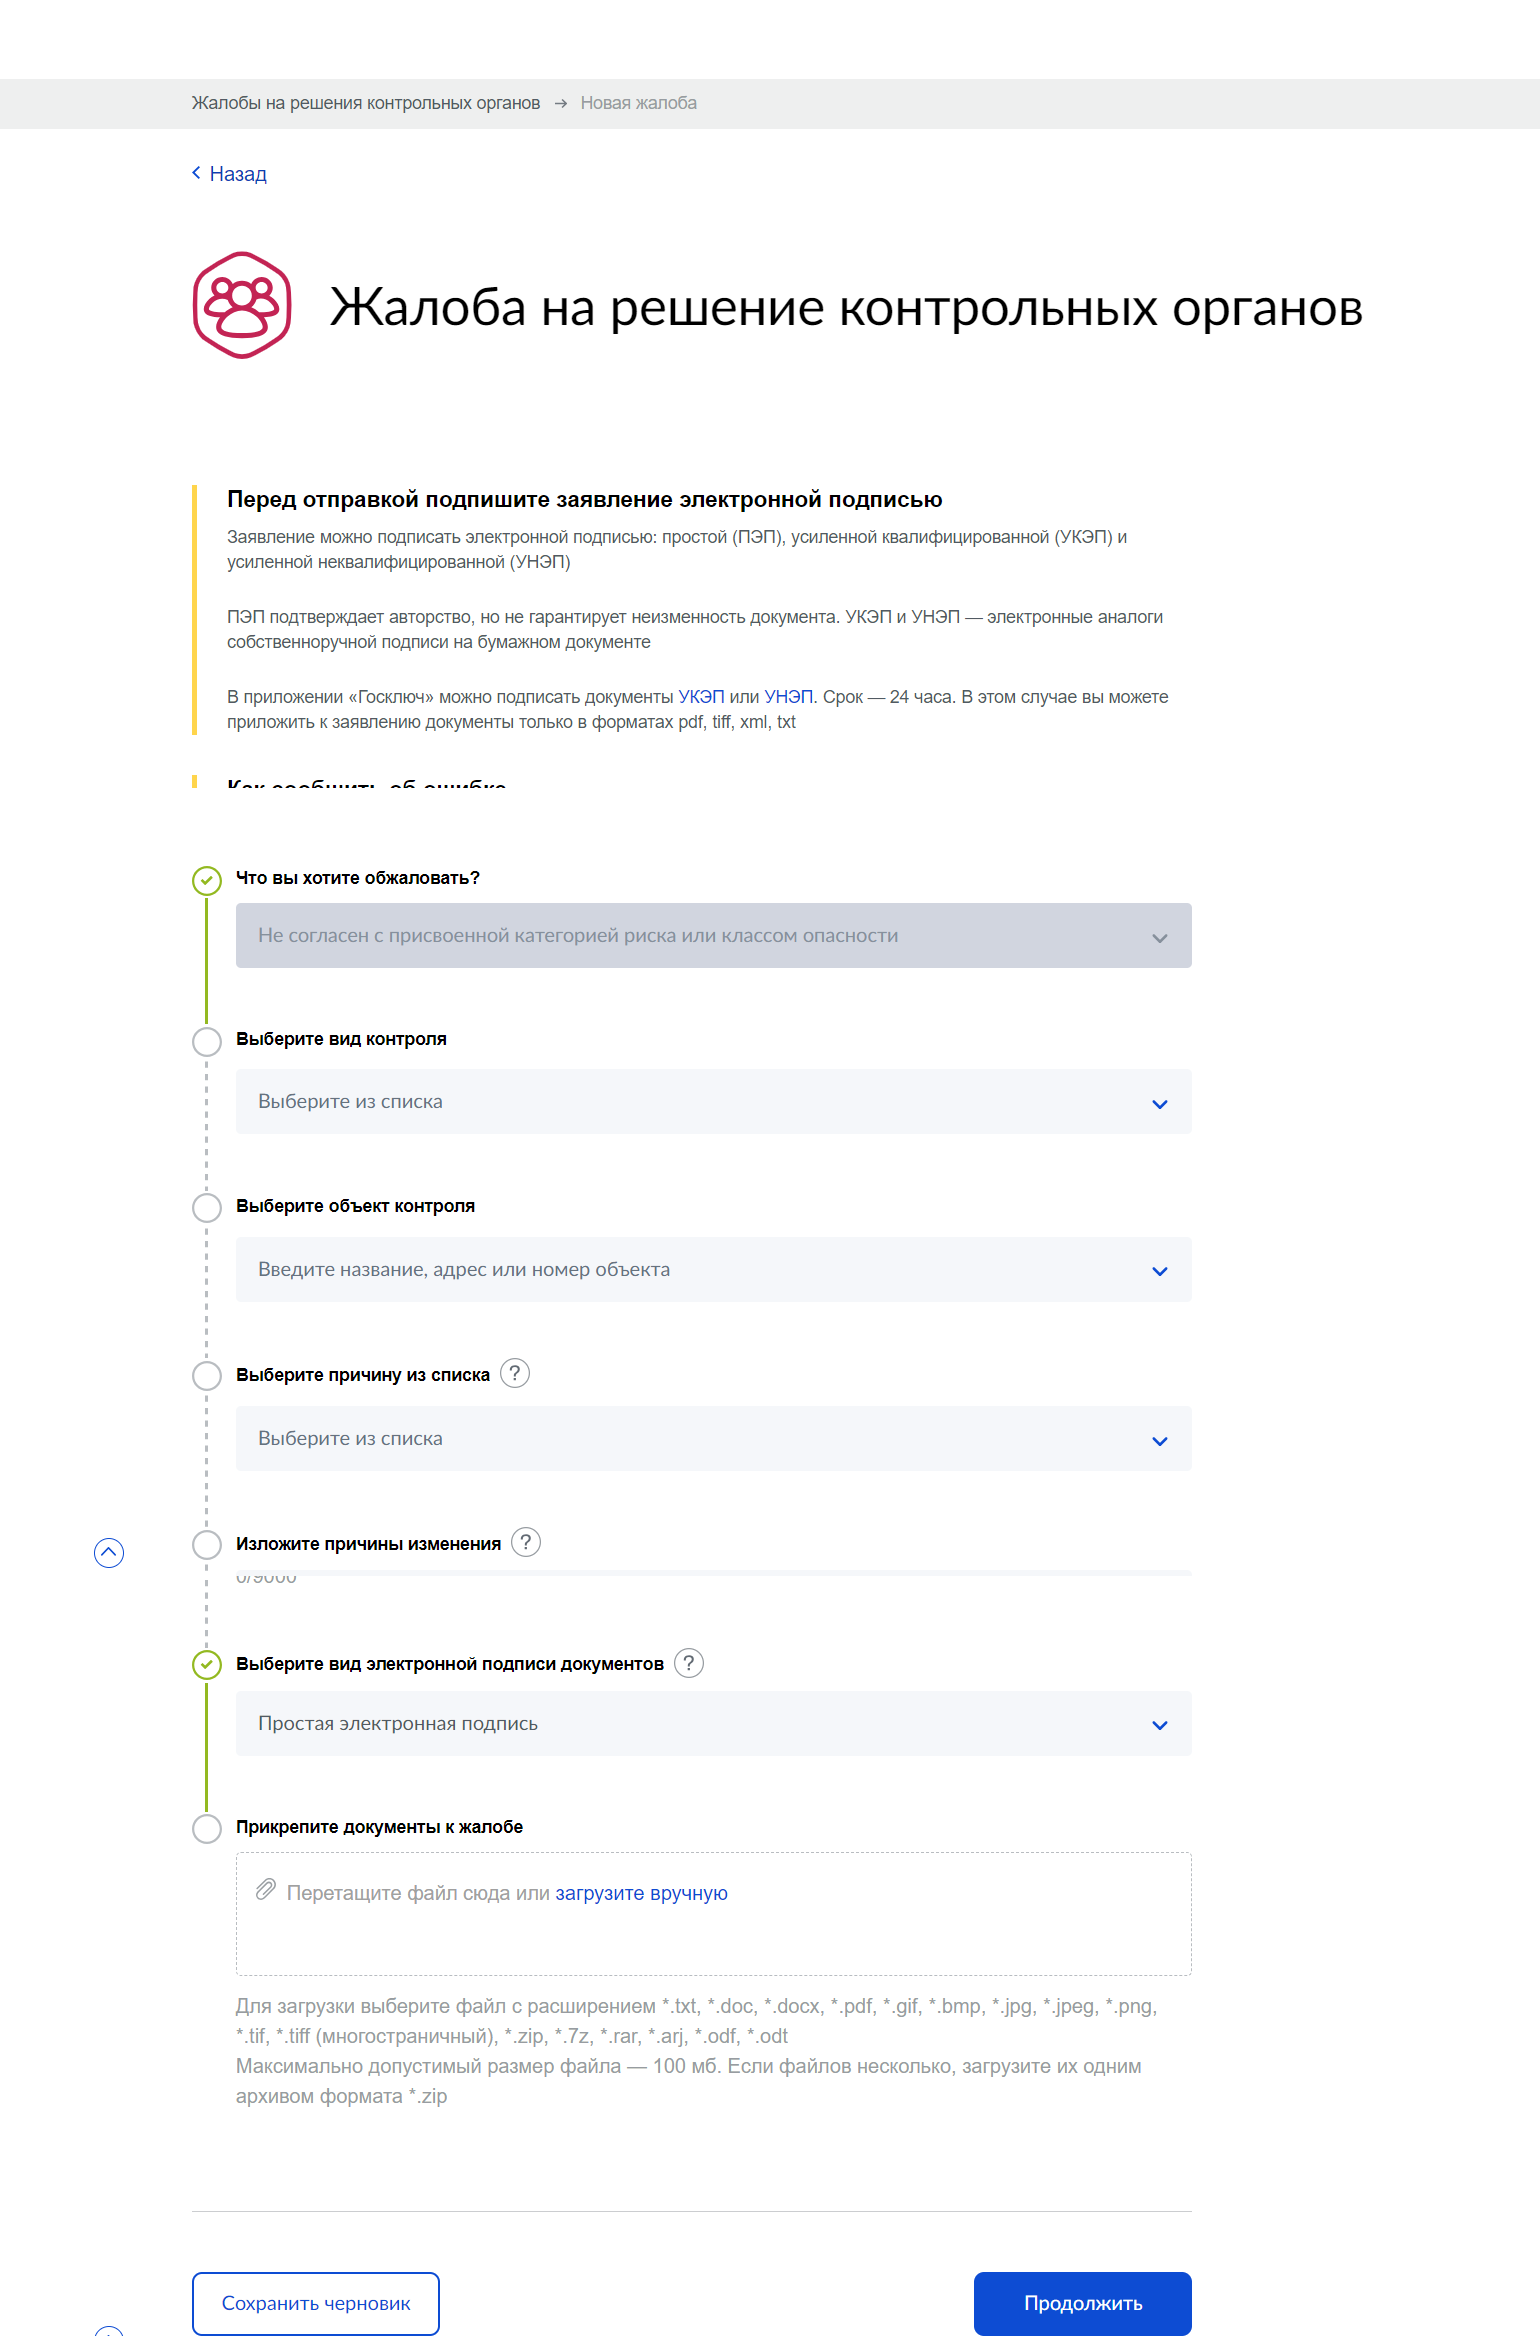 Жалобы на решения контрольных органов → Новая жалоба
Назад
Жалоба на решение контрольных органов
Перед отправкой подпишите заявление электронной подписью
Заявление можно подписать электронной подписью: простой (ПЭП), усиленной квалифицированной (УКЭП) и
усиленной неквалифицированной (УНЭП)
ПЭП подтверждает авторство, но не гарантирует неизменность документа. УКЭП и УНЭП — электронные аналоги
собственноручной подписи на бумажном документе
В приложении «Госключ» можно подписать документы УКЭП или УНЭП. Срок — 24 часа. В этом случае вы можете
приложить к заявлению документы только в форматах pdf, tiff, xml, txt
Как сообщить об ошибке
Что вы хотите обжаловать?
Не согласен с присвоенной категорией риска или классом опасности
Выберите вид контроля
Выберите из списка
Выберите объект контроля
Введите название, адрес или номер объекта
Выберите причину из списка ?
Выберите из списка
Изложите причины изменения ?
0/9000
Выберите вид электронной подписи документов ?
Простая электронная подпись
Прикрепите документы к жалобе
Перетащите файл сюда или загрузите вручную
Для загрузки выберите файл с расширением *.txt, *.doc, *.docx, *.pdf, *.gif, *.bmp, *.jpg, *.jpeg, *.png,
*.tif, *.tiff (многостраничный), *.zip, *.7z, *.rar, *.arj, *.odf, *.odt
Максимально допустимый размер файла — 100 мб. Если файлов несколько, загрузите их одним
архивом формата *.zip
Сохранить черновик
Продолжить